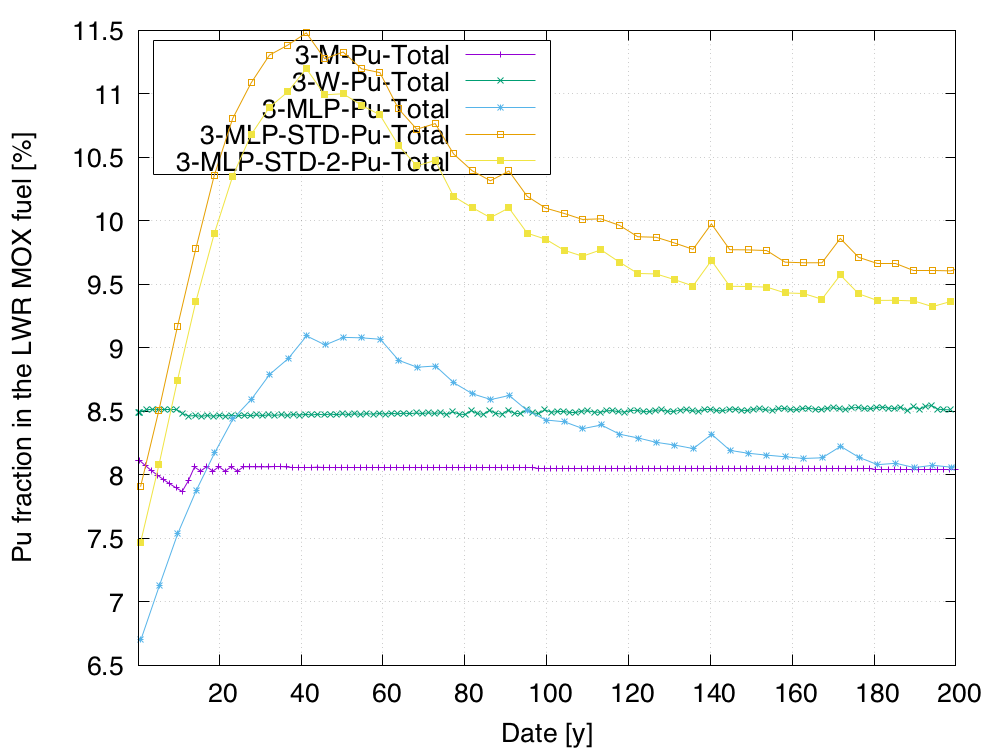 11.5
3-M-Pu-Total
3-W-Pu-Total
3-MLP-Pu-Total
3-MLP-STD-Pu-Total
3-MLP-STD-2-Pu-Total
11
10.5
10
9.5
9
8.5
8
7.5
7
6.5
Pu fraction in the LWR MOX fuel [%]
20 40 60 80 100 120 140 160 180 200
Date [y]